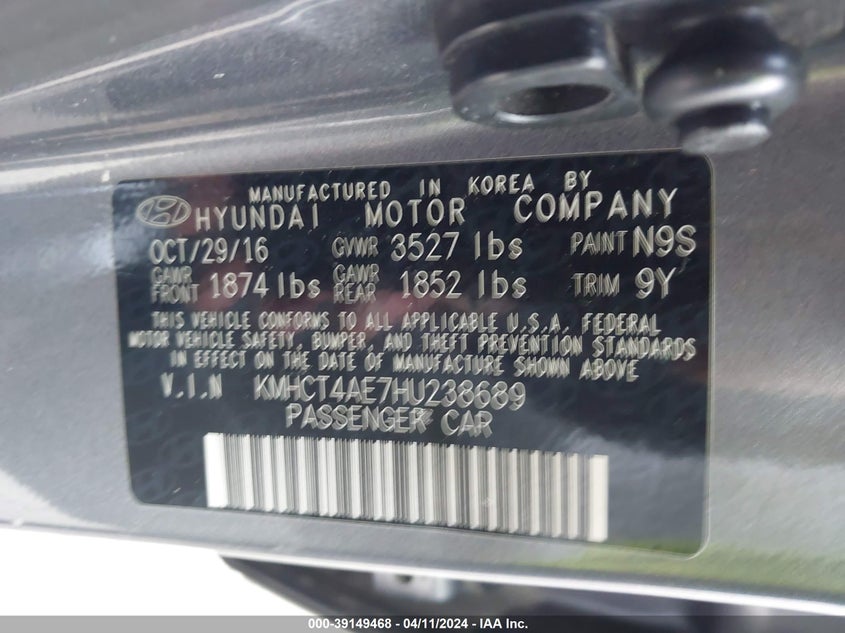 MANUFACTURED IN KOREA BY
HYUNDAI MOTOR COMPANY
OCT/29/16 GVWR 3527 lbs PAINT N9S
GAWR FRONT 1874 lbs GAWR REAR 1852 lbs TRIM 9Y
THIS VEHICLE CONFORMS TO ALL APPLICABLE U.S.A. FEDERAL
MOTOR VEHICLE SAFETY, BUMPER, AND THEFT PREVENTION STANDARDS
IN EFFECT ON THE DATE OF MANUFACTURE SHOWN ABOVE
V.I.N KMHCT4AE7HU238689
PASSENGER CAR
000-39149468 - 04/11/2024 - IAA Inc.